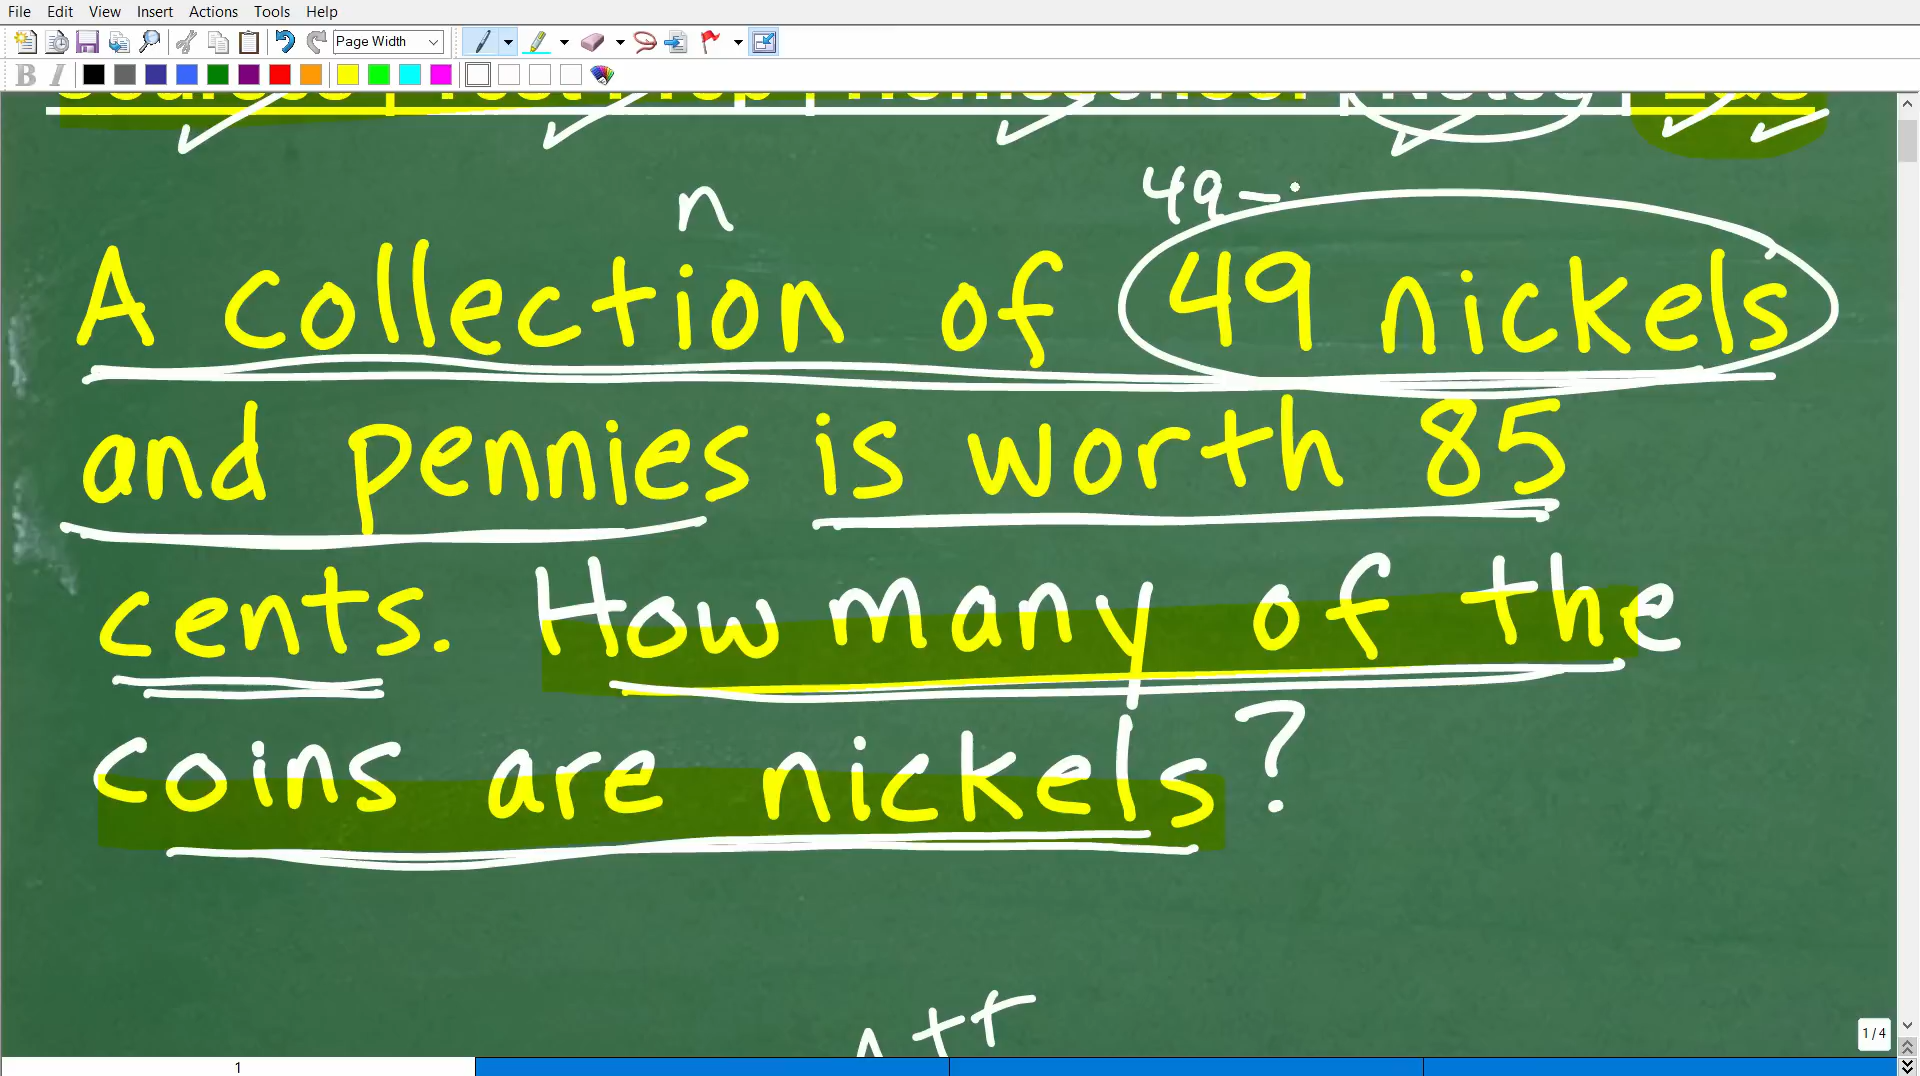 File Edit View Insert Actions Tools Help
Page Width
B I
n 49 –
A collection of 49 nickels
and pennies is worth 85
cents. How many of the
coins are nickels?
1 / 4
1